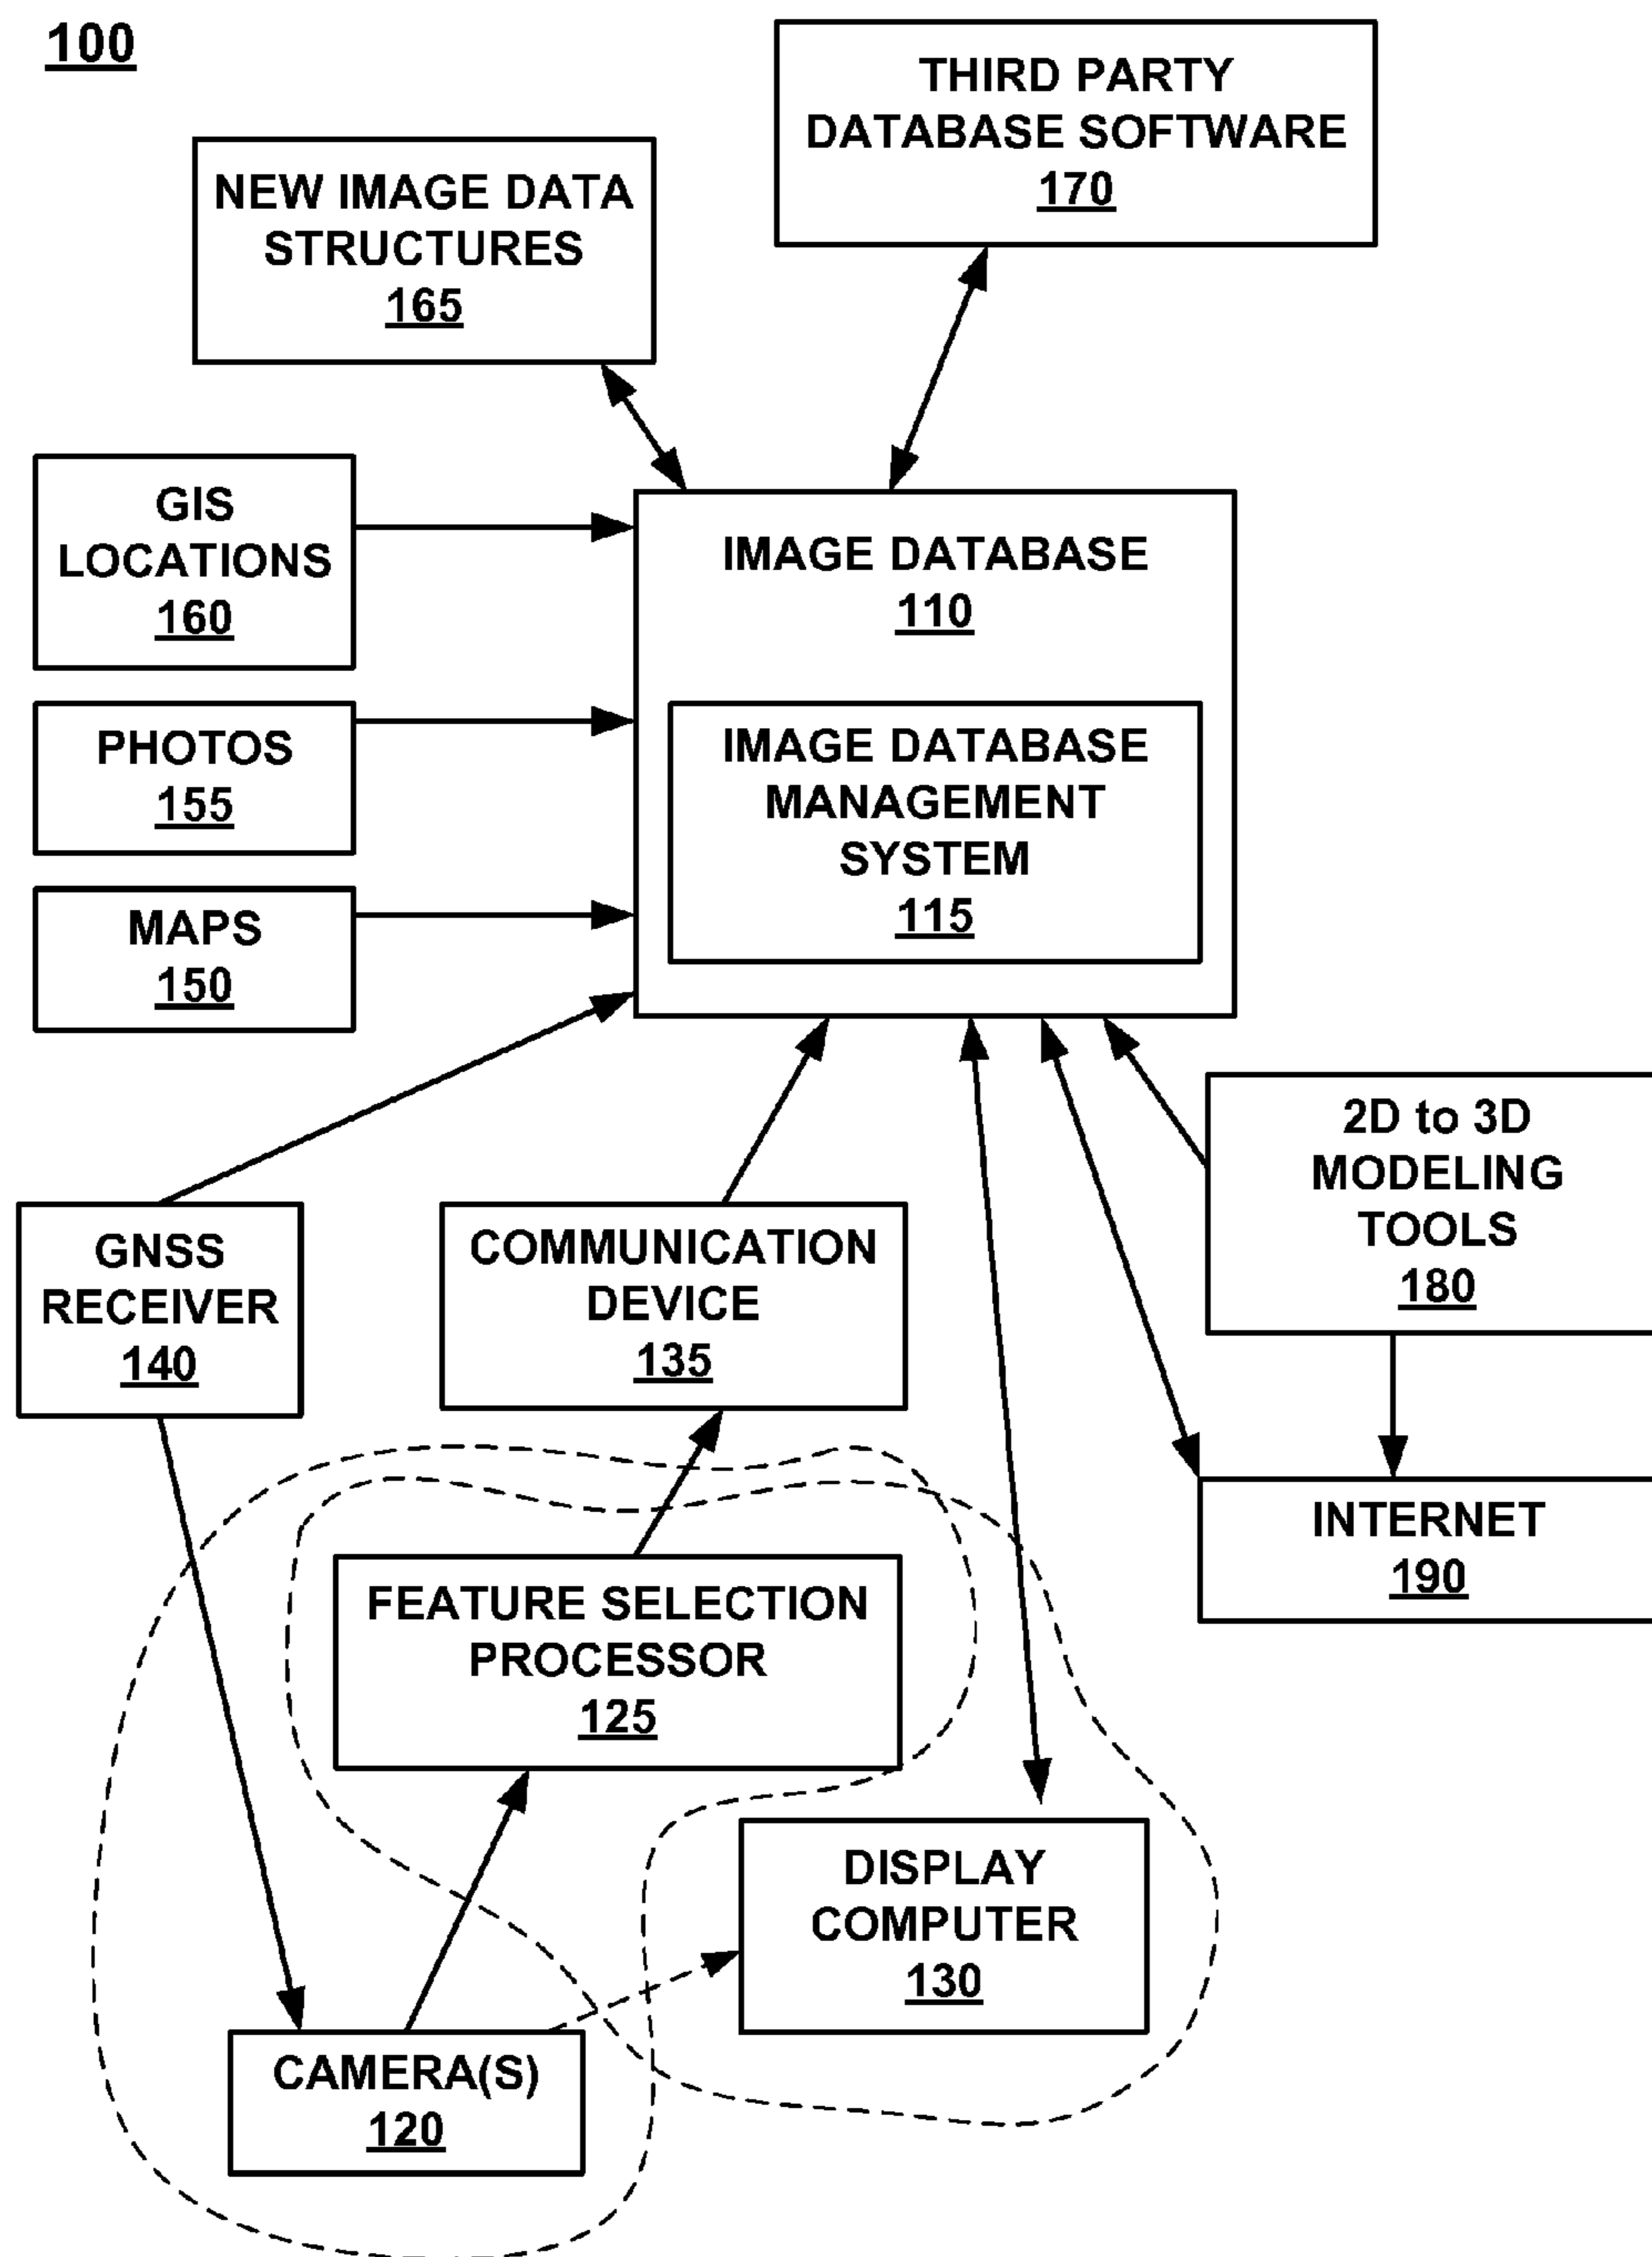 100
THIRD PARTY
DATABASE SOFTWARE
170
NEW IMAGE DATA
STRUCTURES
165
GIS
LOCATIONS
160
IMAGE DATABASE
110
PHOTOS
155
IMAGE DATABASE
MANAGEMENT
SYSTEM
115
MAPS
150
2D to 3D
MODELING
TOOLS
180
GNSS
RECEIVER
140
COMMUNICATION
DEVICE
135
INTERNET
190
FEATURE SELECTION
PROCESSOR
125
DISPLAY
COMPUTER
130
CAMERA(S)
120